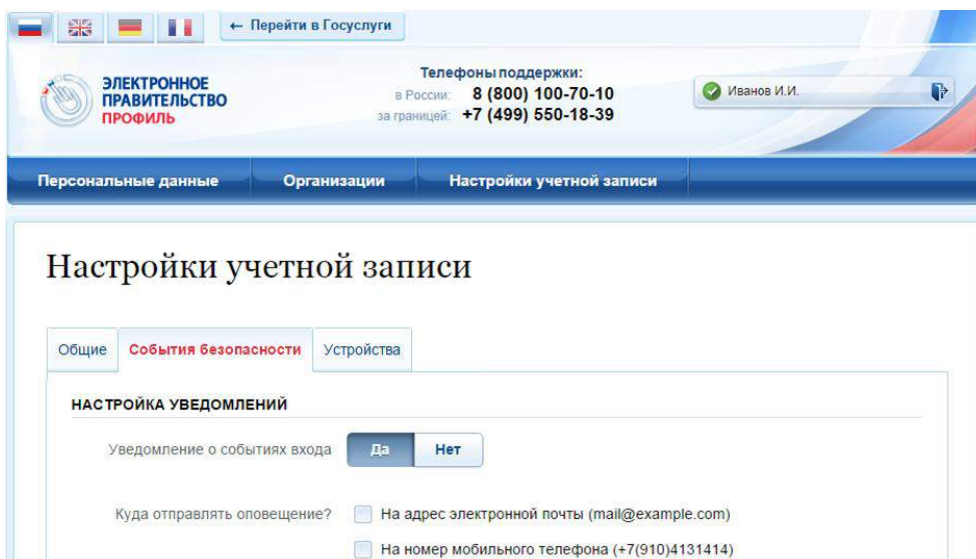 ← Перейти в Госуслуги
ЭЛЕКТРОННОЕ
ПРАВИТЕЛЬСТВО
ПРОФИЛЬ
Телефоны поддержки:
в России: 8 (800) 100-70-10
за границей: +7 (499) 550-18-39
Иванов И.И.
Персональные данные Организации Настройки учетной записи
Настройки учетной записи
Общие События безопасности Устройства
НАСТРОЙКА УВЕДОМЛЕНИЙ
Уведомление о событиях входа Да Нет
Куда отправлять оповещение? На адрес электронной почты (mail@example.com)
На номер мобильного телефона (+7(910)4131414)